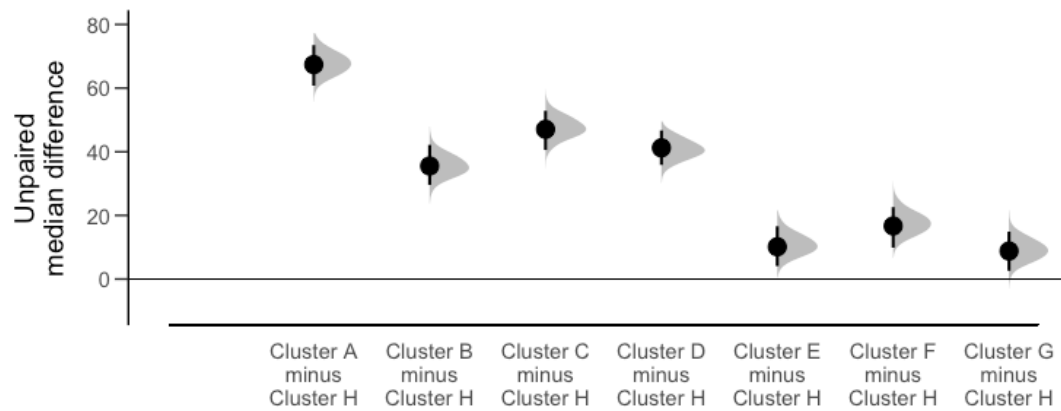 Unpaired
median difference
80
60
40
20
0
Cluster A
minus
Cluster H
Cluster B
minus
Cluster H
Cluster C
minus
Cluster H
Cluster D
minus
Cluster H
Cluster E
minus
Cluster H
Cluster F
minus
Cluster H
Cluster G
minus
Cluster H